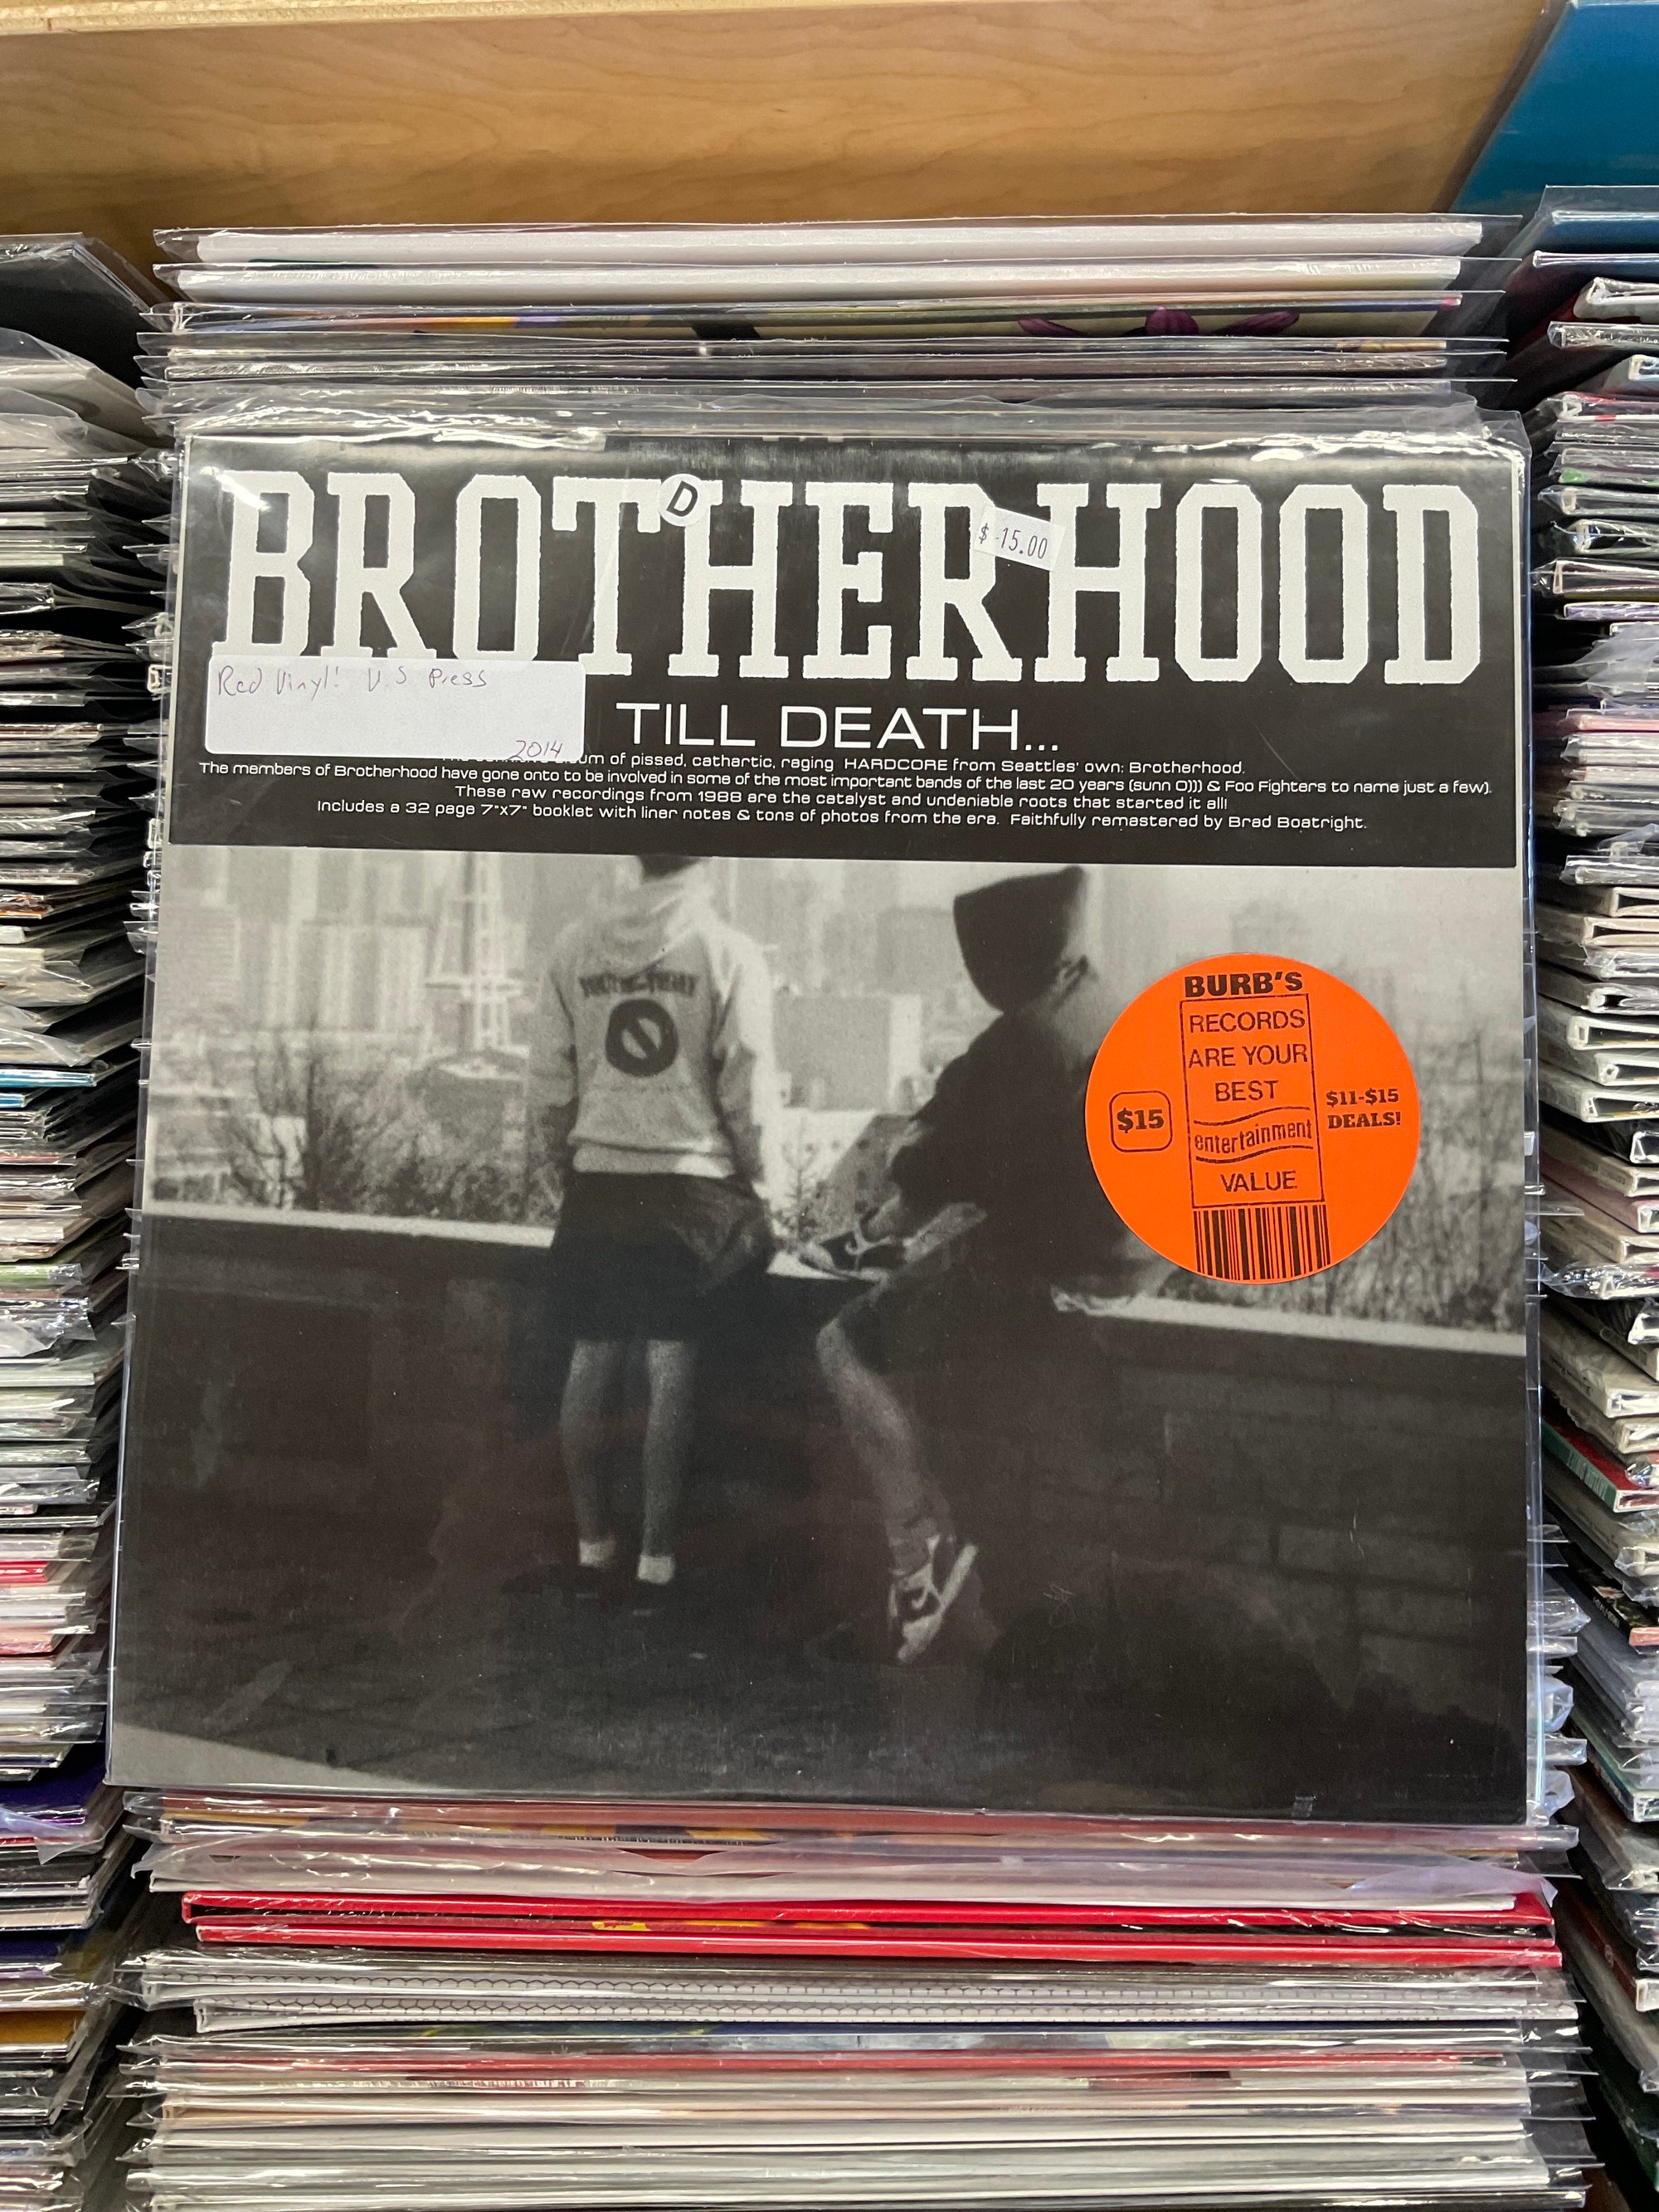 BROTHERHOOD
D
$ -15.00
Red Vinyl! U.S Press
2014
TILL DEATH...
of pissed, cathartic, raging HARDCORE from Seattles' own: Brotherhood.
The members of Brotherhood have gone onto to be involved in some of the most important bands of the last 20 years (sunn O))) & Foo Fighters to name just a few).
These raw recordings from 1988 are the catalyst and undeniable roots that started it all!
Includes a 32 page 7"x7" booklet with liner notes & tons of photos from the era. Faithfully remastered by Brad Boatright.
BURB'S
RECORDS
ARE YOUR
BEST
entertainment
VALUE
$15
$11-$15
DEALS!